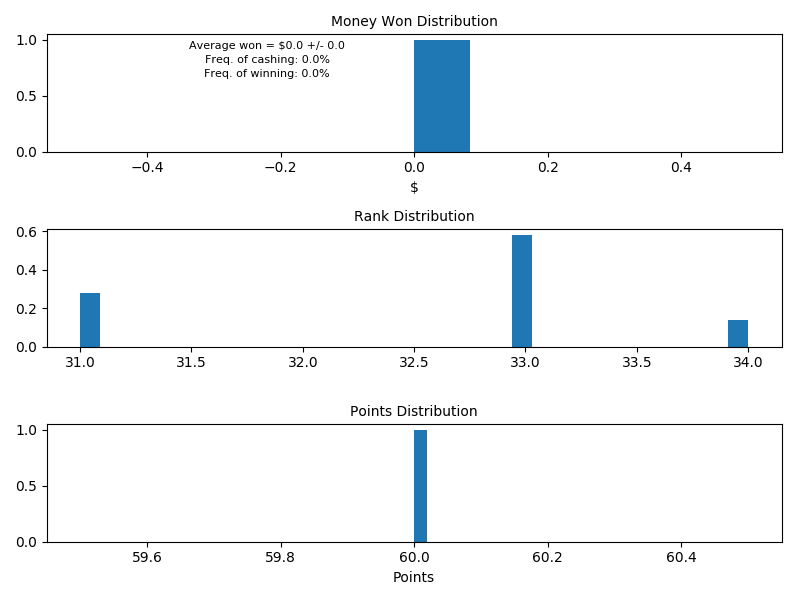 Money Won Distribution
1.0
Average won = $0.0 +/- 0.0
Freq. of cashing: 0.0%
Freq. of winning: 0.0%
0.5
0.0
−0.4 −0.2 0.0 0.2 0.4
$
Rank Distribution
0.6
0.4
0.2
0.0
31.0 31.5 32.0 32.5 33.0 33.5 34.0
Points Distribution
1.0
0.5
0.0
59.6 59.8 60.0 60.2 60.4
Points